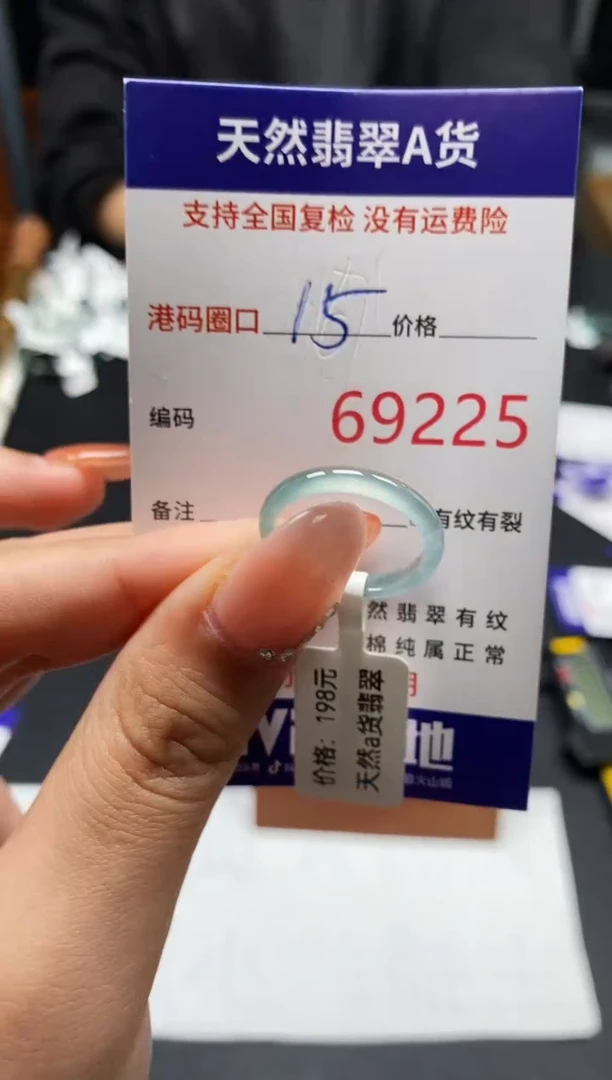 天然翡翠A货
支持全国复检 没有运费险
港码圈口 15 价格
编码 69225
备注 有纹有裂
然翡翠有纹
棉纯属正常
价格: 198元
天然a货翡翠
地